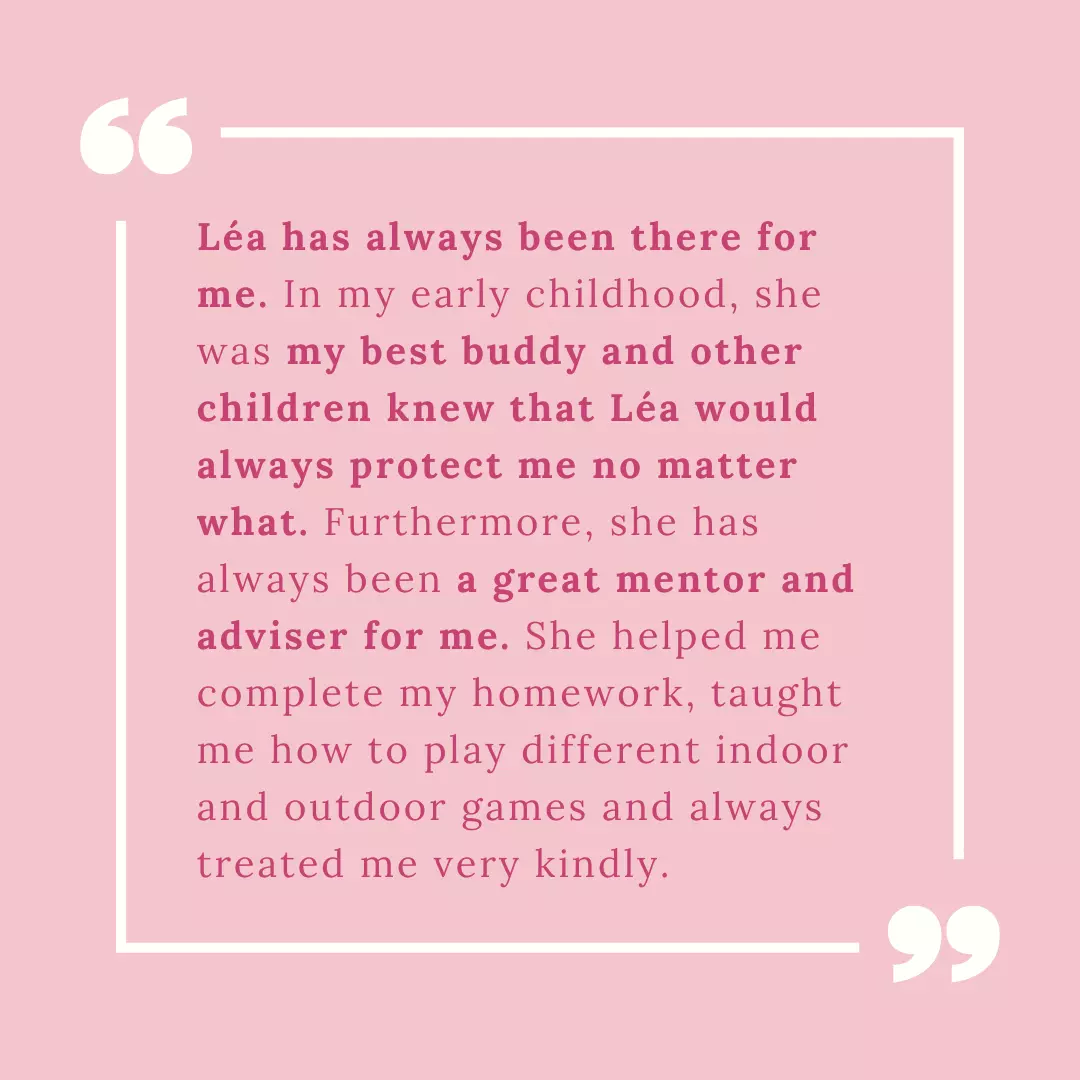 Léa has always been there for
me. In my early childhood, she
was my best buddy and other
children knew that Léa would
always protect me no matter
what. Furthermore, she has
always been a great mentor and
adviser for me. She helped me
complete my homework, taught
me how to play different indoor
and outdoor games and always
treated me very kindly.